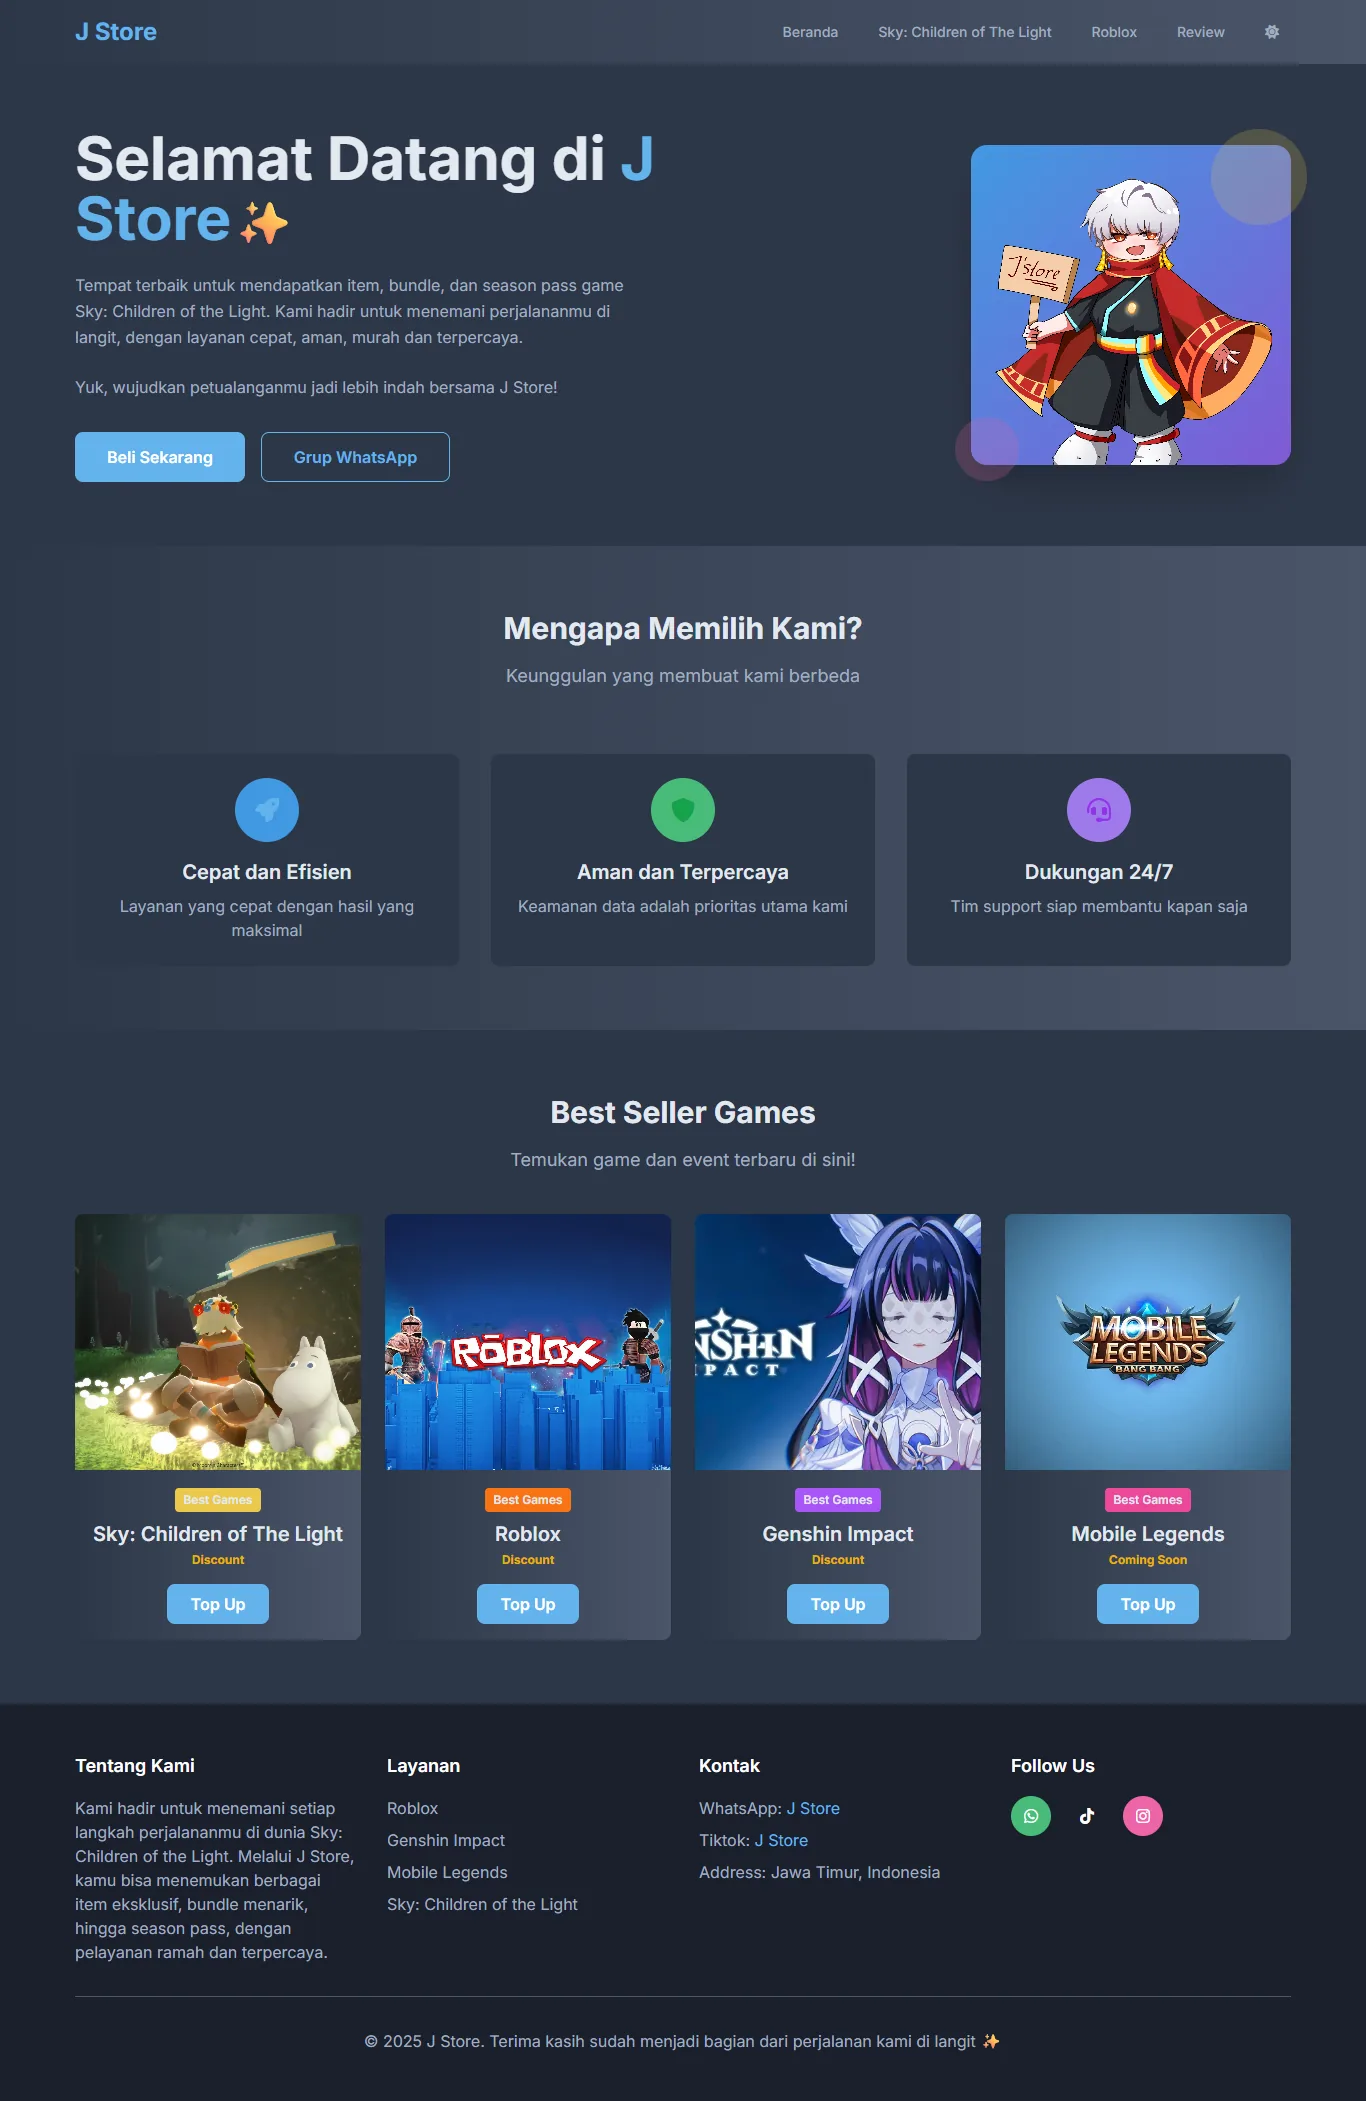 J Store
Beranda
Sky: Children of The Light
Roblox
Review
Selamat Datang di J
Store✨
Tempat terbaik untuk mendapatkan item, bundle, dan season pass game
Sky: Children of the Light. Kami hadir untuk menemani perjalananmu di
langit, dengan layanan cepat, aman, murah dan terpercaya.
Yuk, wujudkan petualanganmu jadi lebih indah bersama J Store!
Beli Sekarang
Grup WhatsApp
J'store
Mengapa Memilih Kami?
Keunggulan yang membuat kami berbeda
Cepat dan Efisien
Layanan yang cepat dengan hasil yang
maksimal
Aman dan Terpercaya
Keamanan data adalah prioritas utama kami
Dukungan 24/7
Tim support siap membantu kapan saja
Best Seller Games
Temukan game dan event terbaru di sini!
Best Games
Sky: Children of The Light
Discount
Top Up
ROBLOX
Best Games
Roblox
Discount
Top Up
NSHIN
IPACT
Best Games
Genshin Impact
Discount
Top Up
MOBILE
LEGENDS
BANG BANG
Best Games
Mobile Legends
Coming Soon
Top Up
Tentang Kami
Kami hadir untuk menemani setiap
langkah perjalananmu di dunia Sky:
Children of the Light. Melalui J Store,
kamu bisa menemukan berbagai
item eksklusif, bundle menarik,
hingga season pass, dengan
pelayanan ramah dan terpercaya.
Layanan
Roblox
Genshin Impact
Mobile Legends
Sky: Children of the Light
Kontak
WhatsApp: J Store
Tiktok: J Store
Address: Jawa Timur, Indonesia
Follow Us
© 2025 J Store. Terima kasih sudah menjadi bagian dari perjalanan kami di langit ✨